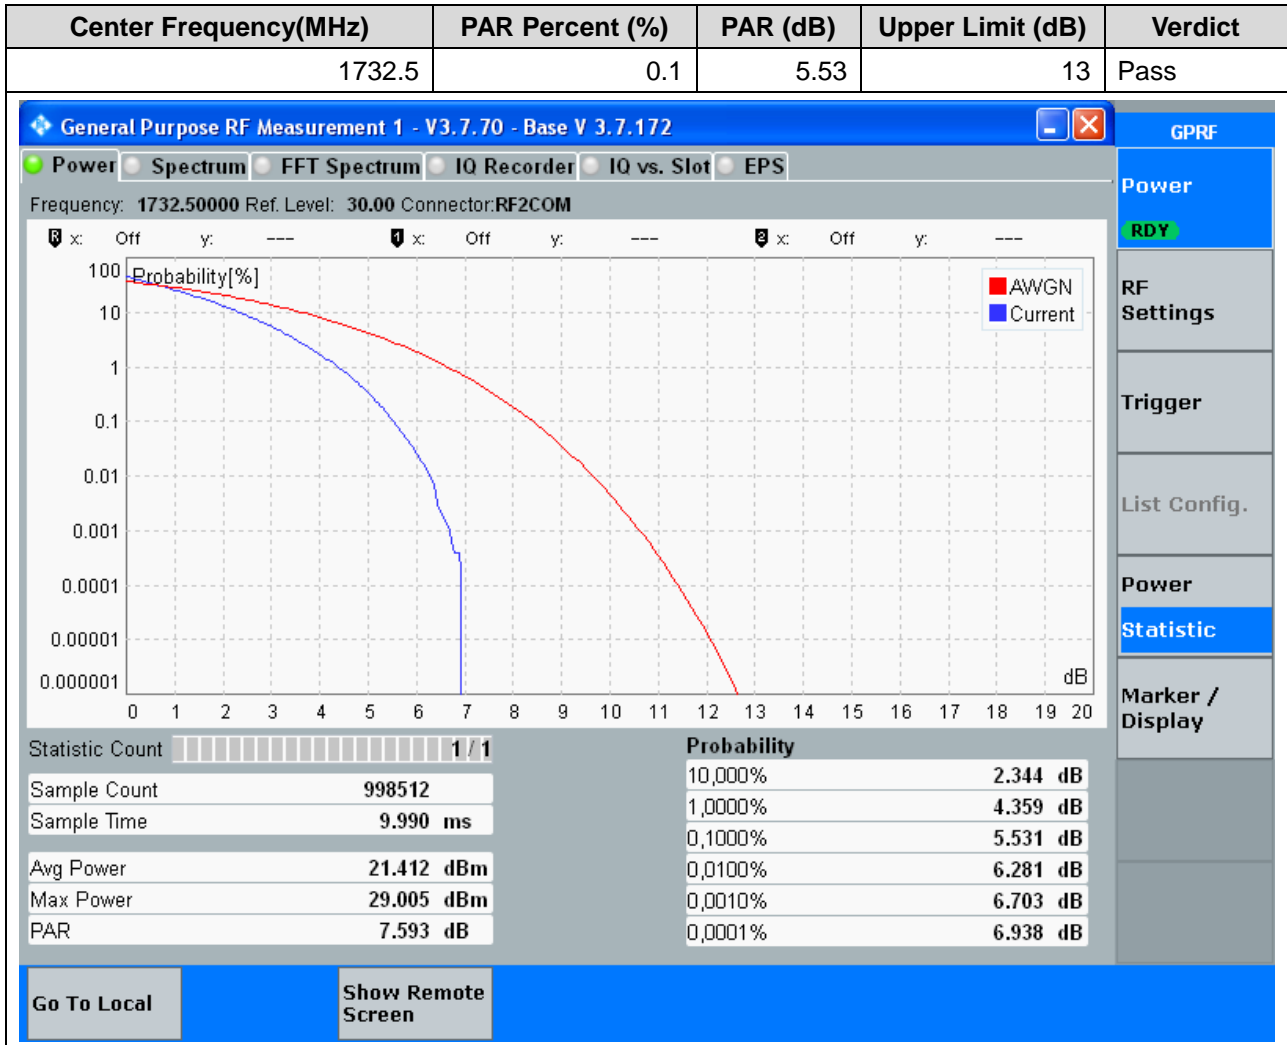 Center Frequency(MHz) PAR Percent (%) PAR (dB) Upper Limit (dB) Verdict
1732.5 0.1 5.53 13 Pass
General Purpose RF Measurement 1 - V3.7.70 - Base V 3.7.172
GPRF
Power Spectrum FFT Spectrum IQ Recorder IQ vs. Slot EPS
Frequency: 1732.50000 Ref. Level: 30.00 Connector:RF2COM
R x: Off y: --- 1 x: Off y: --- 2 x: Off y: ---
Probability[%]
AWGN
Current
100
10
1
0.1
0.01
0.001
0.0001
0.00001
0.000001
dB
0 1 2 3 4 5 6 7 8 9 10 11 12 13 14 15 16 17 18 19 20
Statistic Count 1 / 1
Sample Count 998512
Sample Time 9.990 ms
Avg Power 21.412 dBm
Max Power 29.005 dBm
PAR 7.593 dB
Probability
10,000% 2.344 dB
1,0000% 4.359 dB
0,1000% 5.531 dB
0,0100% 6.281 dB
0,0010% 6.703 dB
0,0001% 6.938 dB
Power
RDY
RF
Settings
Trigger
List Config.
Power
Statistic
Marker /
Display
Go To Local
Show Remote
Screen